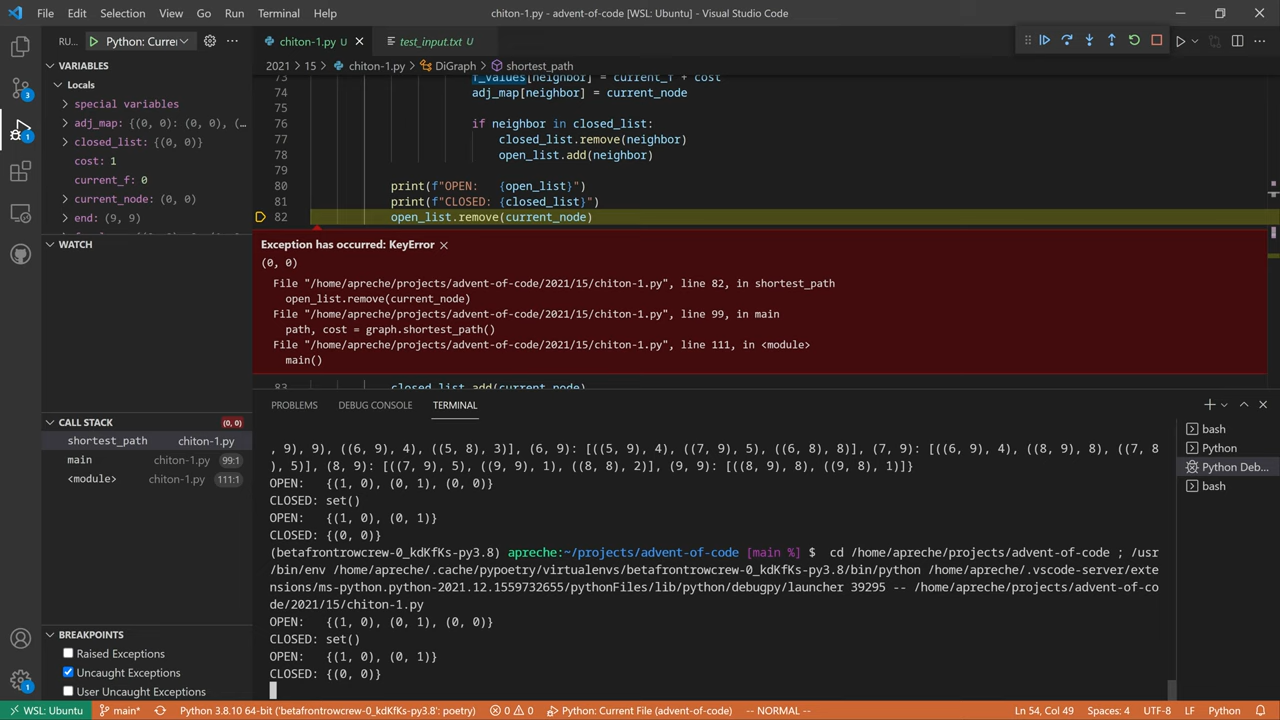 File Edit Selection View Go Run Terminal Help
chiton-1.py - advent-of-code [WSL: Ubuntu] - Visual Studio Code
RU... Python: Currer
chiton-1.py U
test_input.txt U
2021 > 15 > chiton-1.py > DiGraph > shortest_path
VARIABLES
Locals
special variables
adj_map: {(0, 0): (0, 0), (…
closed_list: {(0, 0)}
cost: 1
current_f: 0
current_node: (0, 0)
end: (9, 9)
WATCH
CALL STACK (0, 0)
shortest_path chiton-1.py
main chiton-1.py 99:1
<module> chiton-1.py 111:1
BREAKPOINTS
Raised Exceptions
Uncaught Exceptions
User Uncaught Exceptions
73 f_values[neighbor] = current_f + cost
74 adj_map[neighbor] = current_node
75
76 if neighbor in closed_list:
77 closed_list.remove(neighbor)
78 open_list.add(neighbor)
79
80 print(f"OPEN:   {open_list}")
81 print(f"CLOSED: {closed_list}")
82 open_list.remove(current_node)
Exception has occurred: KeyError
(0, 0)
File "/home/apreche/projects/advent-of-code/2021/15/chiton-1.py", line 82, in shortest_path
open_list.remove(current_node)
File "/home/apreche/projects/advent-of-code/2021/15/chiton-1.py", line 99, in main
path, cost = graph.shortest_path()
File "/home/apreche/projects/advent-of-code/2021/15/chiton-1.py", line 111, in <module>
main()
83 closed_list.add(current_node)
PROBLEMS DEBUG CONSOLE TERMINAL
, 9), 9), ((6, 9), 4), ((5, 8), 3)], (6, 9): [((5, 9), 4), ((7, 9), 5), ((6, 8), 8)], (7, 9): [((6, 9), 4), ((8, 9), 8), ((7, 8
), 5)], (8, 9): [((7, 9), 5), ((9, 9), 1), ((8, 8), 2)], (9, 9): [((8, 9), 8), ((9, 8), 1)]}
OPEN:   {(1, 0), (0, 1), (0, 0)}
CLOSED: set()
OPEN:   {(1, 0), (0, 1)}
CLOSED: {(0, 0)}
(betafrontrowcrew-0_kdKfKs-py3.8) apreche:~/projects/advent-of-code [main %] $  cd /home/apreche/projects/advent-of-code ; /usr
/bin/env /home/apreche/.cache/pypoetry/virtualenvs/betafrontrowcrew-0_kdKfKs-py3.8/bin/python /home/apreche/.vscode-server/exte
nsions/ms-python.python-2021.12.1559732655/pythonFiles/lib/python/debugpy/launcher 39295 -- /home/apreche/projects/advent-of-co
de/2021/15/chiton-1.py
OPEN:   {(1, 0), (0, 1), (0, 0)}
CLOSED: set()
OPEN:   {(1, 0), (0, 1)}
CLOSED: {(0, 0)}
bash
Python
Python Deb...
bash
WSL: Ubuntu main* Python 3.8.10 64-bit ('betafrontrowcrew': poetry) 0 0 Python: Current File (advent-of-code) -- NORMAL -- Ln 54, Col 49 Spaces: 4 UTF-8 LF Python